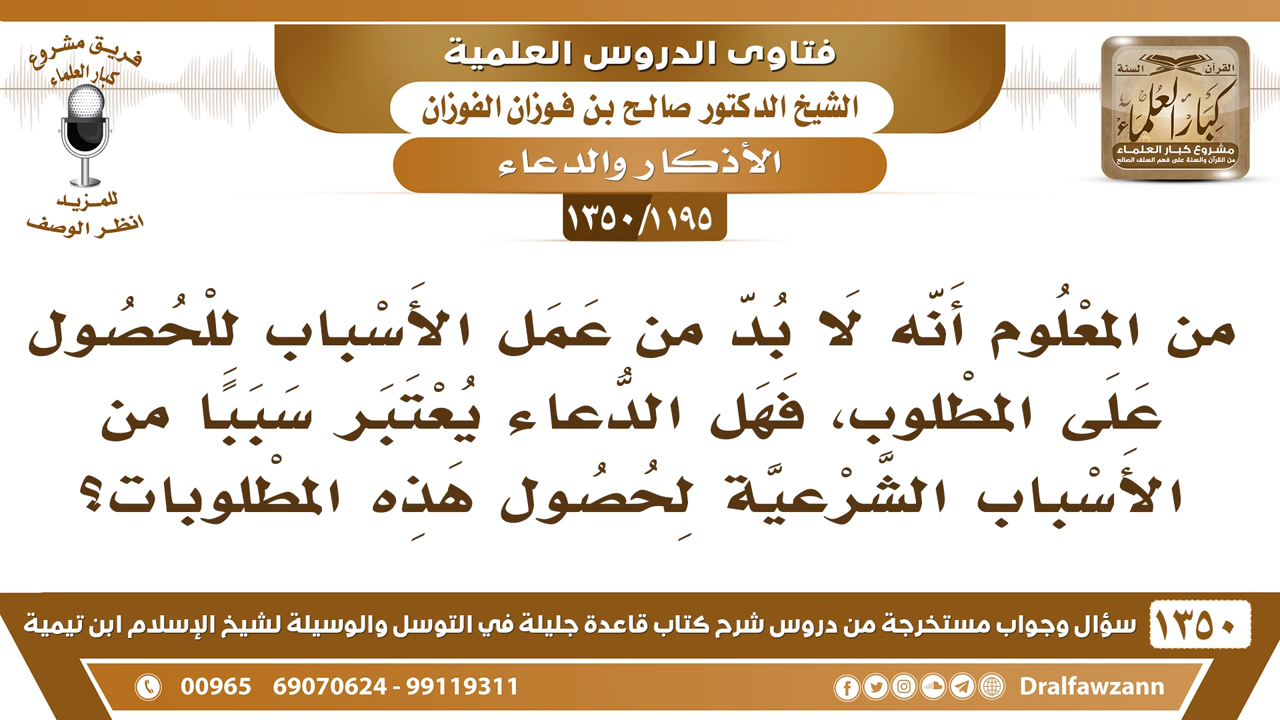 فريق مشروع
كبار العلماء
للمزيد
انظر الوصف
فتاوى الدروس العلمية
الشيخ الدكتور صالح بن فوزان الفوزان
الأذكار والدعاء
١١٩٥/١٣٥٠
القرآن السنة
كبار العلماء
مشروع كبار العلماء
من القرآن والسنة على فهم السلف الصالح
من المَعْلُوم أَنّه لَا بُدّ من عَمَل الأَسْباب للْحُصُول
عَلَى المَطْلوب، فَهَل الدُّعاء يُعْتَبَر سَبَبًَا من
الأَسْباب الشَّرْعيَّة لِحُصُول هَذِه المَطْلوبات؟
١٣٥٠ سؤال وجواب مستخرجة من دروس شرح كتاب قاعدة جليلة في التوسل والوسيلة لشيخ الإسلام ابن تيمية
00965 69070624 - 99119311
Dralfawzann